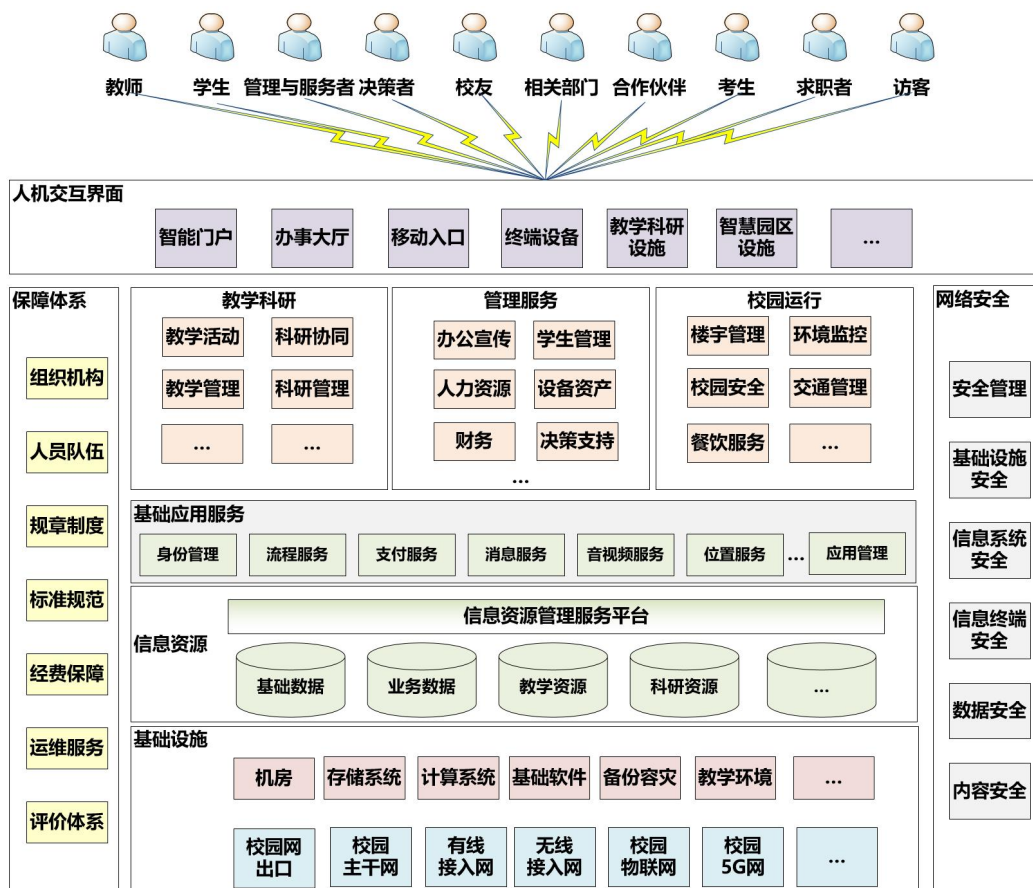 教师 学生 管理与服务者 决策者 校友 相关部门 合作伙伴 考生 求职者 访客
人机交互界面
智能门户 办事大厅 移动入口 终端设备 教学科研 智慧园区 ...
设施 设施
保障体系
组织机构
人员队伍
规章制度
标准规范
经费保障
运维服务
评价体系
教学科研
教学活动 科研协同
教学管理 科研管理
... ...
管理服务
办公宣传 学生管理
人力资源 设备资产
财务 决策支持
...
校园运行
楼宇管理 环境监控
校园安全 交通管理
餐饮服务 ...
基础应用服务
身份管理 流程服务 支付服务 消息服务 音视频服务 位置服务 ... 应用管理
信息资源
信息资源管理服务平台
基础数据 业务数据 教学资源 科研资源 ...
基础设施
机房 存储系统 计算系统 基础软件 备份容灾 教学环境 ...
校园网 校园 有线 无线 校园 校园 ...
出口 主干网 接入网 接入网 物联网 5G网
网络安全
安全管理
基础设施
安全
信息系统
安全
信息终端
安全
数据安全
内容安全